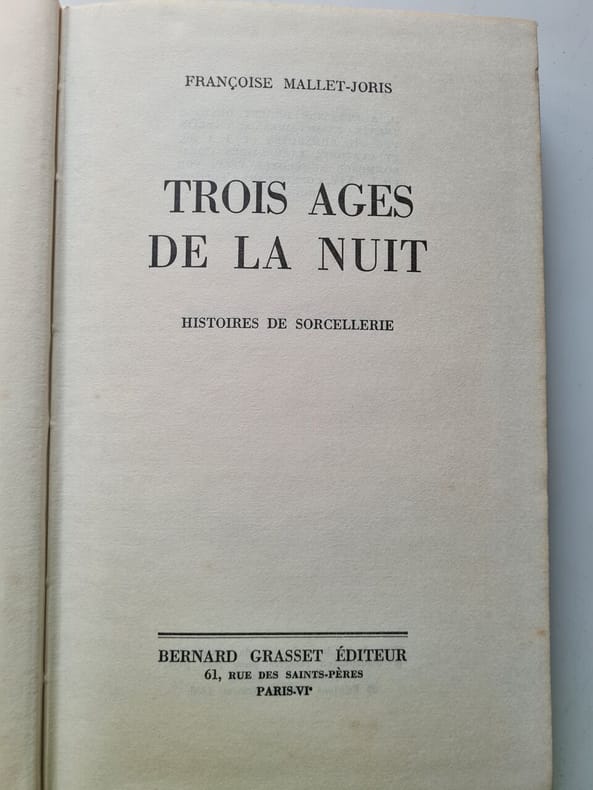 FRANÇOISE MALLET-JORIS
TROIS AGES
DE LA NUIT
HISTOIRES DE SORCELLERIE
BERNARD GRASSET ÉDITEUR
61, RUE DES SAINTS-PÈRES
PARIS-VIᵉ